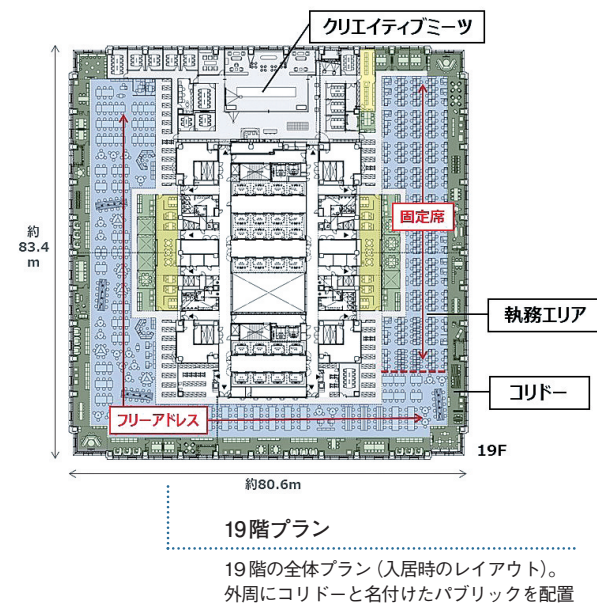 クリエイティブミーツ
約
83.4
m
固定席
執務エリア
コリドー
フリーアドレス
19F
約80.6m
19階プラン
19階の全体プラン（入居時のレイアウト）。
外周にコリドーと名付けたパブリックを配置